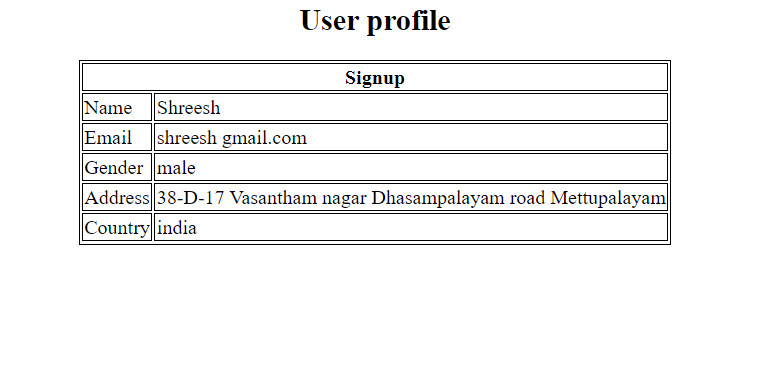 User profile
Signup
Name Shreesh
Email shreesh gmail.com
Gender male
Address 38-D-17 Vasantham nagar Dhasampalayam road Mettupalayam
Country india